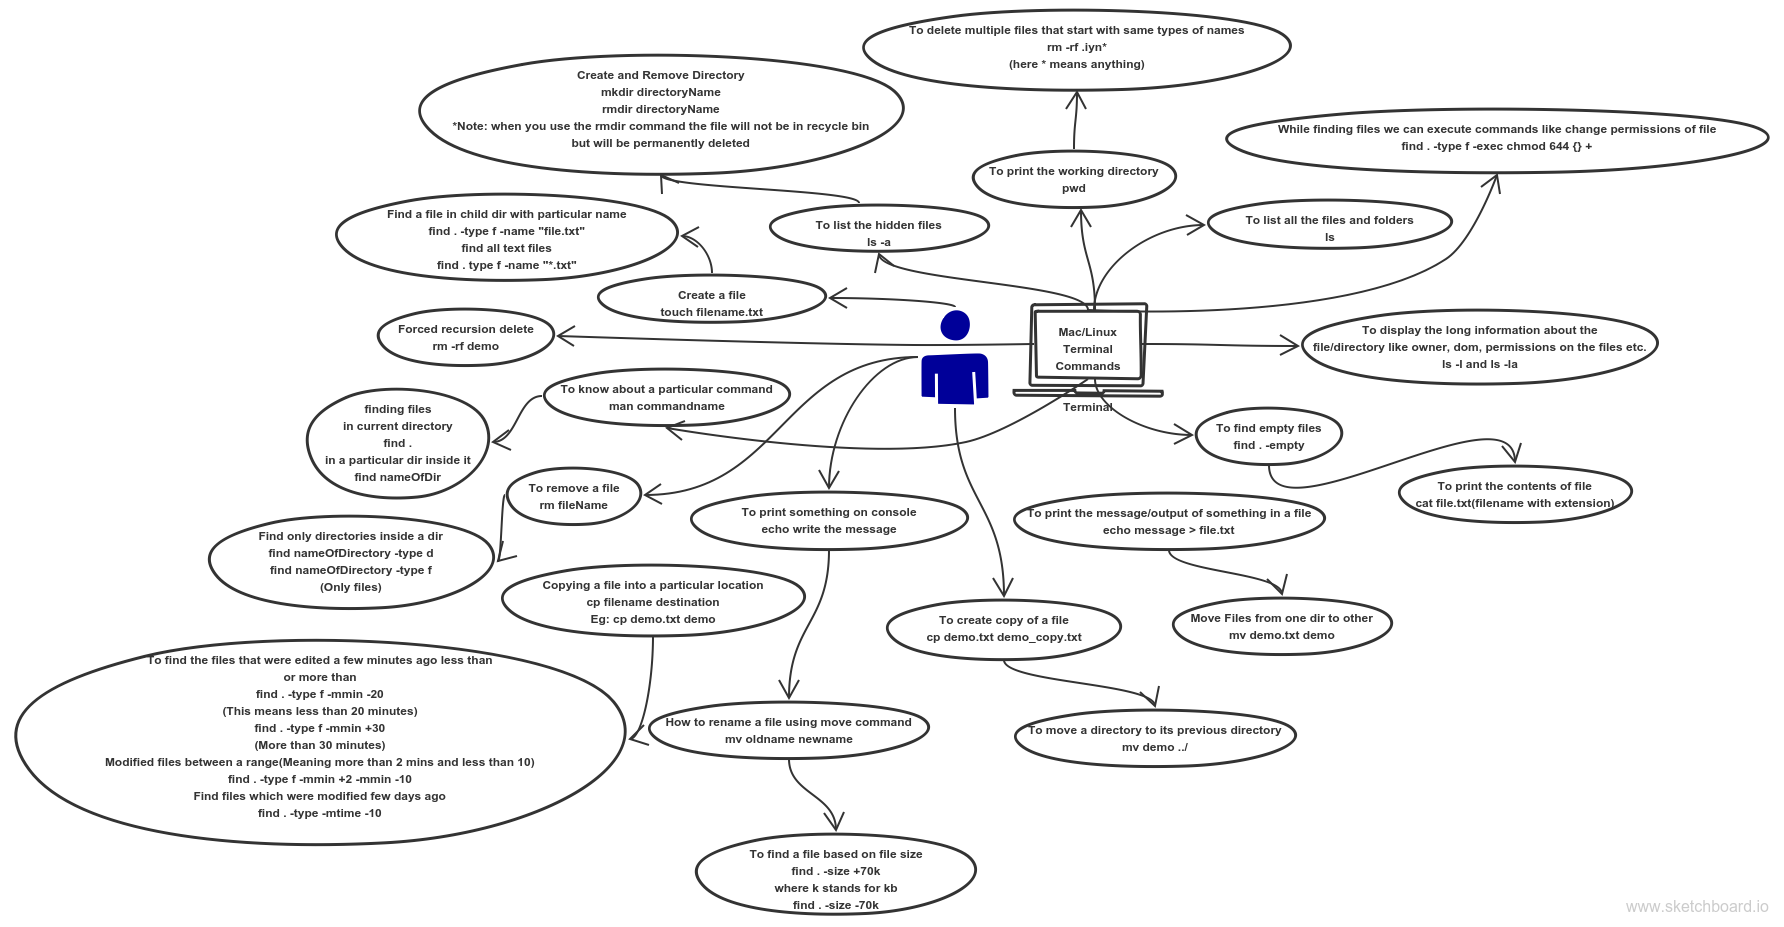 To delete multiple files that start with same types of names
rm -rf .iyn*
(here * means anything)
Create and Remove Directory
mkdir directoryName
rmdir directoryName
*Note: when you use the rmdir command the file will not be in recycle bin
but will be permanently deleted
While finding files we can execute commands like change permissions of file
find . -type f -exec chmod 644 {} +
To print the working directory
pwd
Find a file in child dir with particular name
find . -type f -name "file.txt"
find all text files
find . type f -name "*.txt"
To list the hidden files
ls -a
To list all the files and folders
ls
Create a file
touch filename.txt
Forced recursion delete
rm -rf demo
Mac/Linux
Terminal
Commands
Terminal
To display the long information about the
file/directory like owner, dom, permissions on the files etc.
ls -l and ls -la
To know about a particular command
man commandname
finding files
in current directory
find .
in a particular dir inside it
find nameOfDir
To find empty files
find . -empty
To remove a file
rm fileName
To print the contents of file
cat file.txt(filename with extension)
To print something on console
echo write the message
To print the message/output of something in a file
echo message > file.txt
Find only directories inside a dir
find nameOfDirectory -type d
find nameOfDirectory -type f
(Only files)
Copying a file into a particular location
cp filename destination
Eg: cp demo.txt demo
To create copy of a file
cp demo.txt demo_copy.txt
Move Files from one dir to other
mv demo.txt demo
To find the files that were edited a few minutes ago less than
or more than
find . -type f -mmin -20
(This means less than 20 minutes)
find . -type f -mmin +30
(More than 30 minutes)
Modified files between a range(Meaning more than 2 mins and less than 10)
find . -type f -mmin +2 -mmin -10
Find files which were modified few days ago
find . -type -mtime -10
How to rename a file using move command
mv oldname newname
To move a directory to its previous directory
mv demo ../
To find a file based on file size
find . -size +70k
where k stands for kb
find . -size -70k
www.sketchboard.io